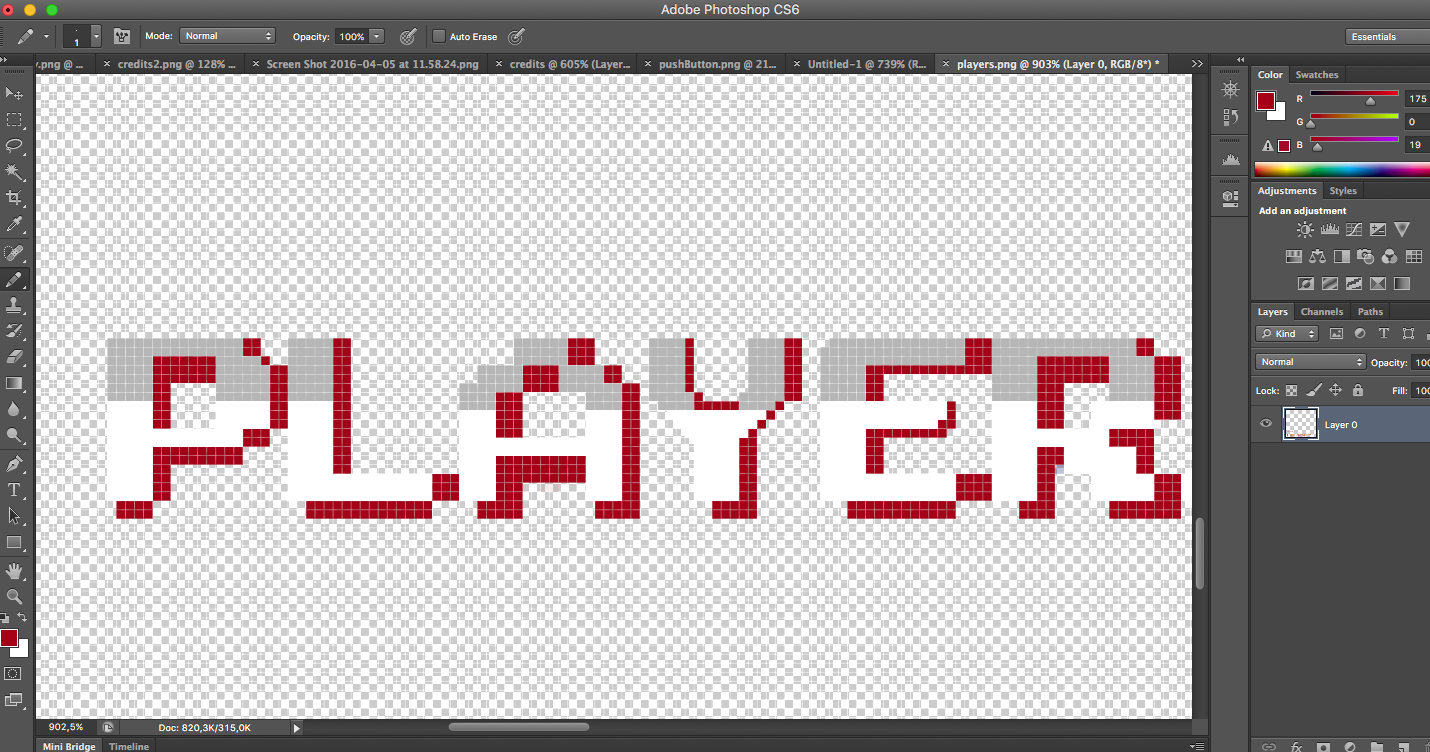 Adobe Photoshop CS6
1 Mode: Normal Opacity: 100% Auto Erase Essentials
.png @ ... × credits2.png @ 128% ... × Screen Shot 2016-04-05 at 11.58.24.png × credits @ 605% (Layer... × pushButton.png @ 21... × Untitled-1 @ 739% (R... × players.png @ 903% (Layer 0, RGB/8*) *
Color Swatches
R 175
G 0
B 19
Adjustments Styles
Add an adjustment
PLAYER
Layers Channels Paths
Kind
Normal Opacity: 100
Lock: Fill: 100
Layer 0
902,5% Doc: 820,3K/315,0K
Mini Bridge Timeline